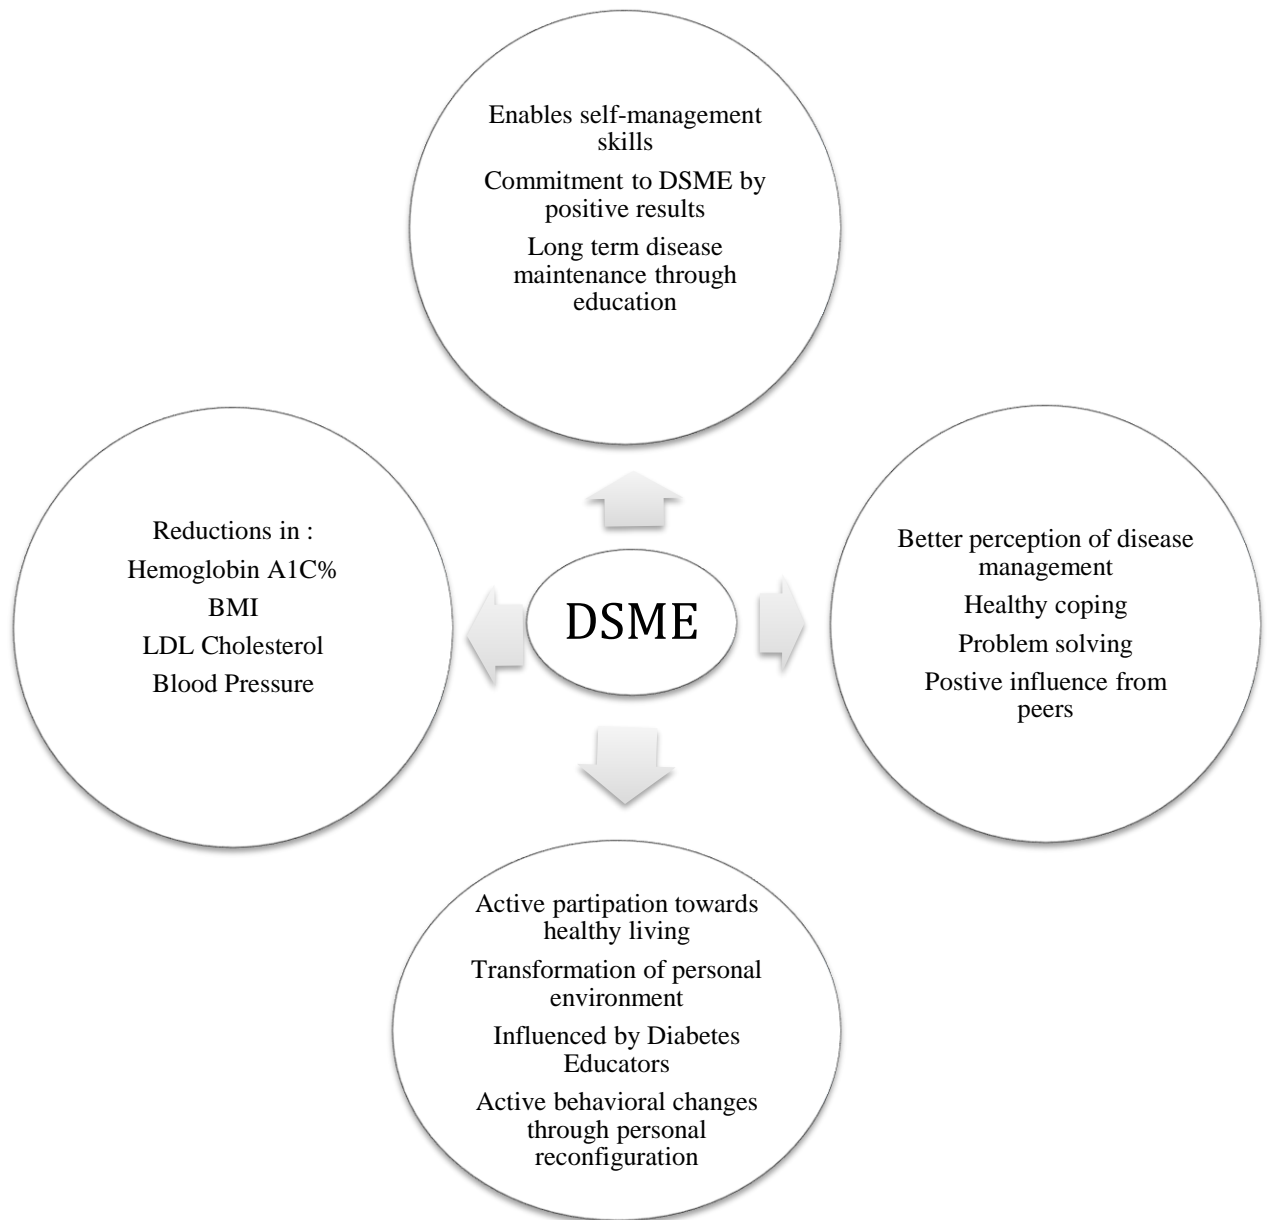 Enables self-management
skills
Commitment to DSME by
positive results
Long term disease
maintenance through
education
Reductions in :
Hemoglobin A1C%
BMI
LDL Cholesterol
Blood Pressure
DSME
Better perception of disease
management
Healthy coping
Problem solving
Postive influence from
peers
Active partipation towards
healthy living
Transformation of personal
environment
Influenced by Diabetes
Educators
Active behavioral changes
through personal
reconfiguration